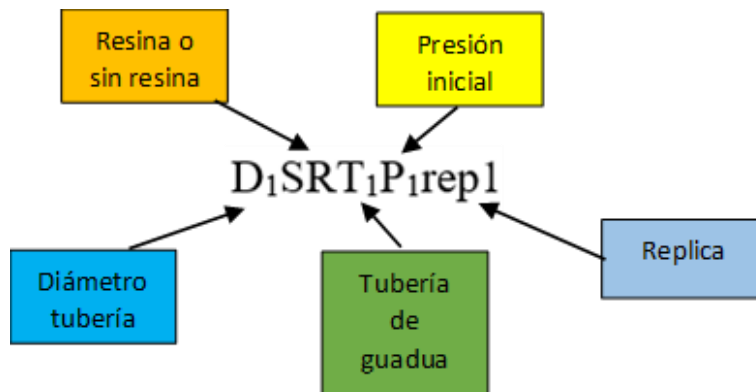 Resina o
sin resina
Presión
inicial
D₁SRT₁P₁rep1
Diámetro
tubería
Tubería
de
guadua
Replica